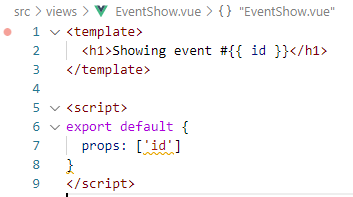 src > views > EventShow.vue > {} "EventShow.vue"
1 <template>
2   <h1>Showing event #{{ id }}</h1>
3 </template>
4
5 <script>
6 export default {
7   props: ['id']
8 }
9 </script>